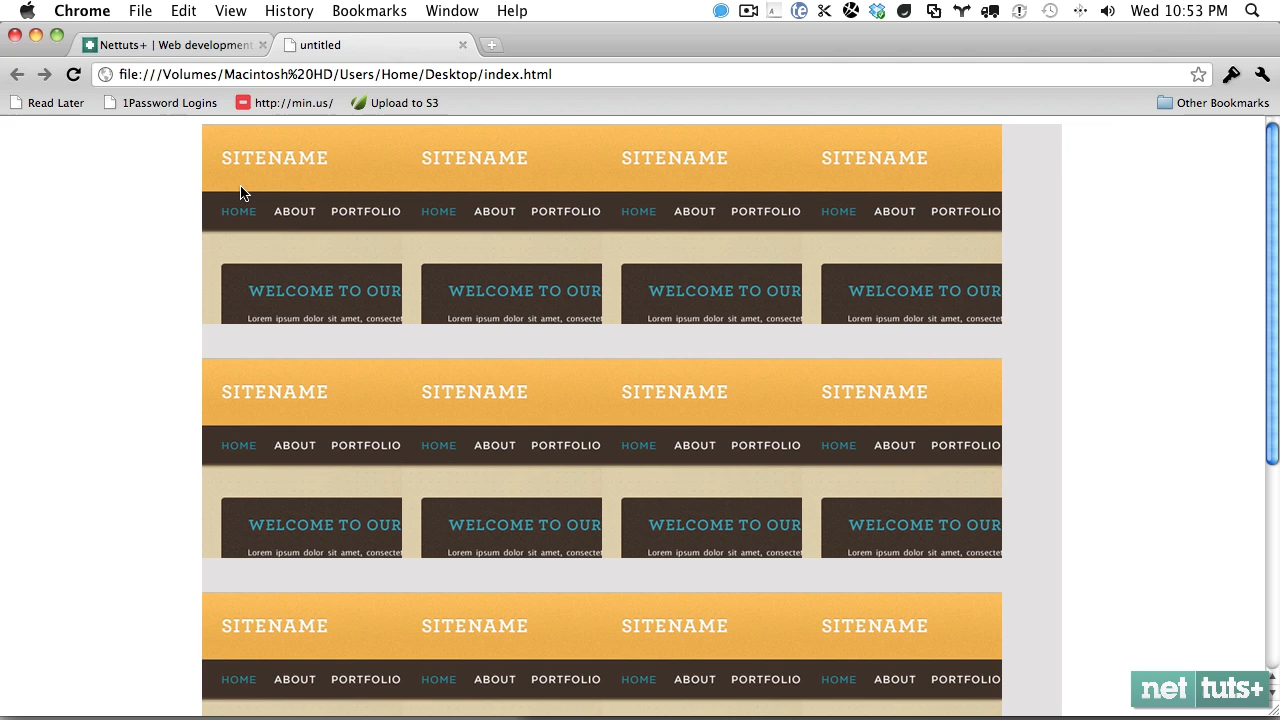 Chrome File Edit View History Bookmarks Window Help Wed 10:53 PM
Nettuts+ | Web development untitled
file:///Volumes/Macintosh%20HD/Users/Home/Desktop/index.html
Read Later 1Password Logins http://min.us/ Upload to S3 Other Bookmarks
SITENAME SITENAME SITENAME SITENAME
HOME ABOUT PORTFOLIO HOME ABOUT PORTFOLIO HOME ABOUT PORTFOLIO HOME ABOUT PORTFOLIO
WELCOME TO OUR WELCOME TO OUR WELCOME TO OUR WELCOME TO OUR
Lorem ipsum dolor sit amet, consectet Lorem ipsum dolor sit amet, consectet Lorem ipsum dolor sit amet, consectet Lorem ipsum dolor sit amet, consectet
SITENAME SITENAME SITENAME SITENAME
HOME ABOUT PORTFOLIO HOME ABOUT PORTFOLIO HOME ABOUT PORTFOLIO HOME ABOUT PORTFOLIO
WELCOME TO OUR WELCOME TO OUR WELCOME TO OUR WELCOME TO OUR
Lorem ipsum dolor sit amet, consectet Lorem ipsum dolor sit amet, consectet Lorem ipsum dolor sit amet, consectet Lorem ipsum dolor sit amet, consectet
SITENAME SITENAME SITENAME SITENAME
HOME ABOUT PORTFOLIO HOME ABOUT PORTFOLIO HOME ABOUT PORTFOLIO HOME ABOUT PORTFOLIO
net tuts+